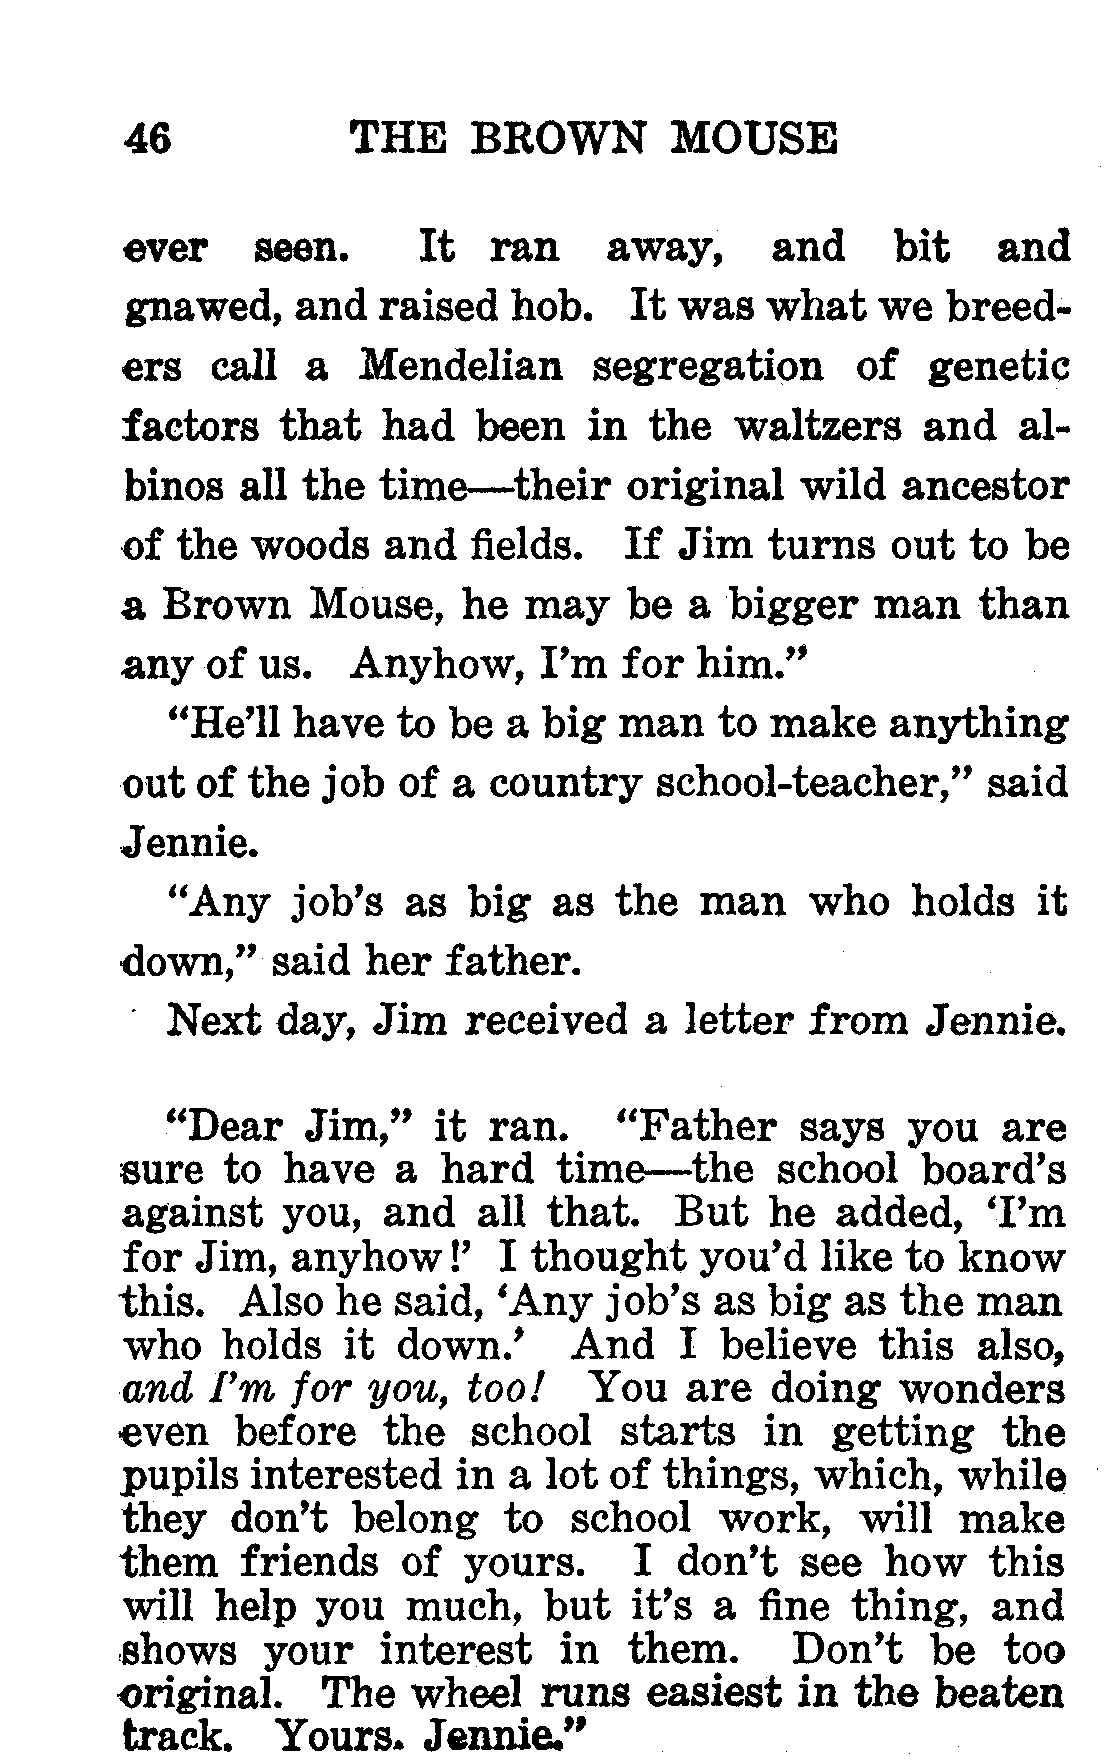 46 THE BROWN MOUSE
ever seen. It ran away, and bit and
gnawed, and raised hob. It was what we breed-
ers call a Mendelian segregation of genetic
factors that had been in the waltzers and al-
binos all the time—their original wild ancestor
of the woods and fields. If Jim turns out to be
a Brown Mouse, he may be a bigger man than
any of us. Anyhow, I'm for him.”
“He'll have to be a big man to make anything
out of the job of a country school-teacher,” said
Jennie.
“Any job's as big as the man who holds it
down,” said her father.
Next day, Jim received a letter from Jennie.
“Dear Jim,” it ran. “Father says you are
sure to have a hard time—the school board's
against you, and all that. But he added, ‘I'm
for Jim, anyhow!’ I thought you'd like to know
this. Also he said, ‘Any job's as big as the man
who holds it down.’ And I believe this also,
and I'm for you, too! You are doing wonders
even before the school starts in getting the
pupils interested in a lot of things, which, while
they don't belong to school work, will make
them friends of yours. I don't see how this
will help you much, but it's a fine thing, and
shows your interest in them. Don't be too
original. The wheel runs easiest in the beaten
track. Yours. Jennie.”